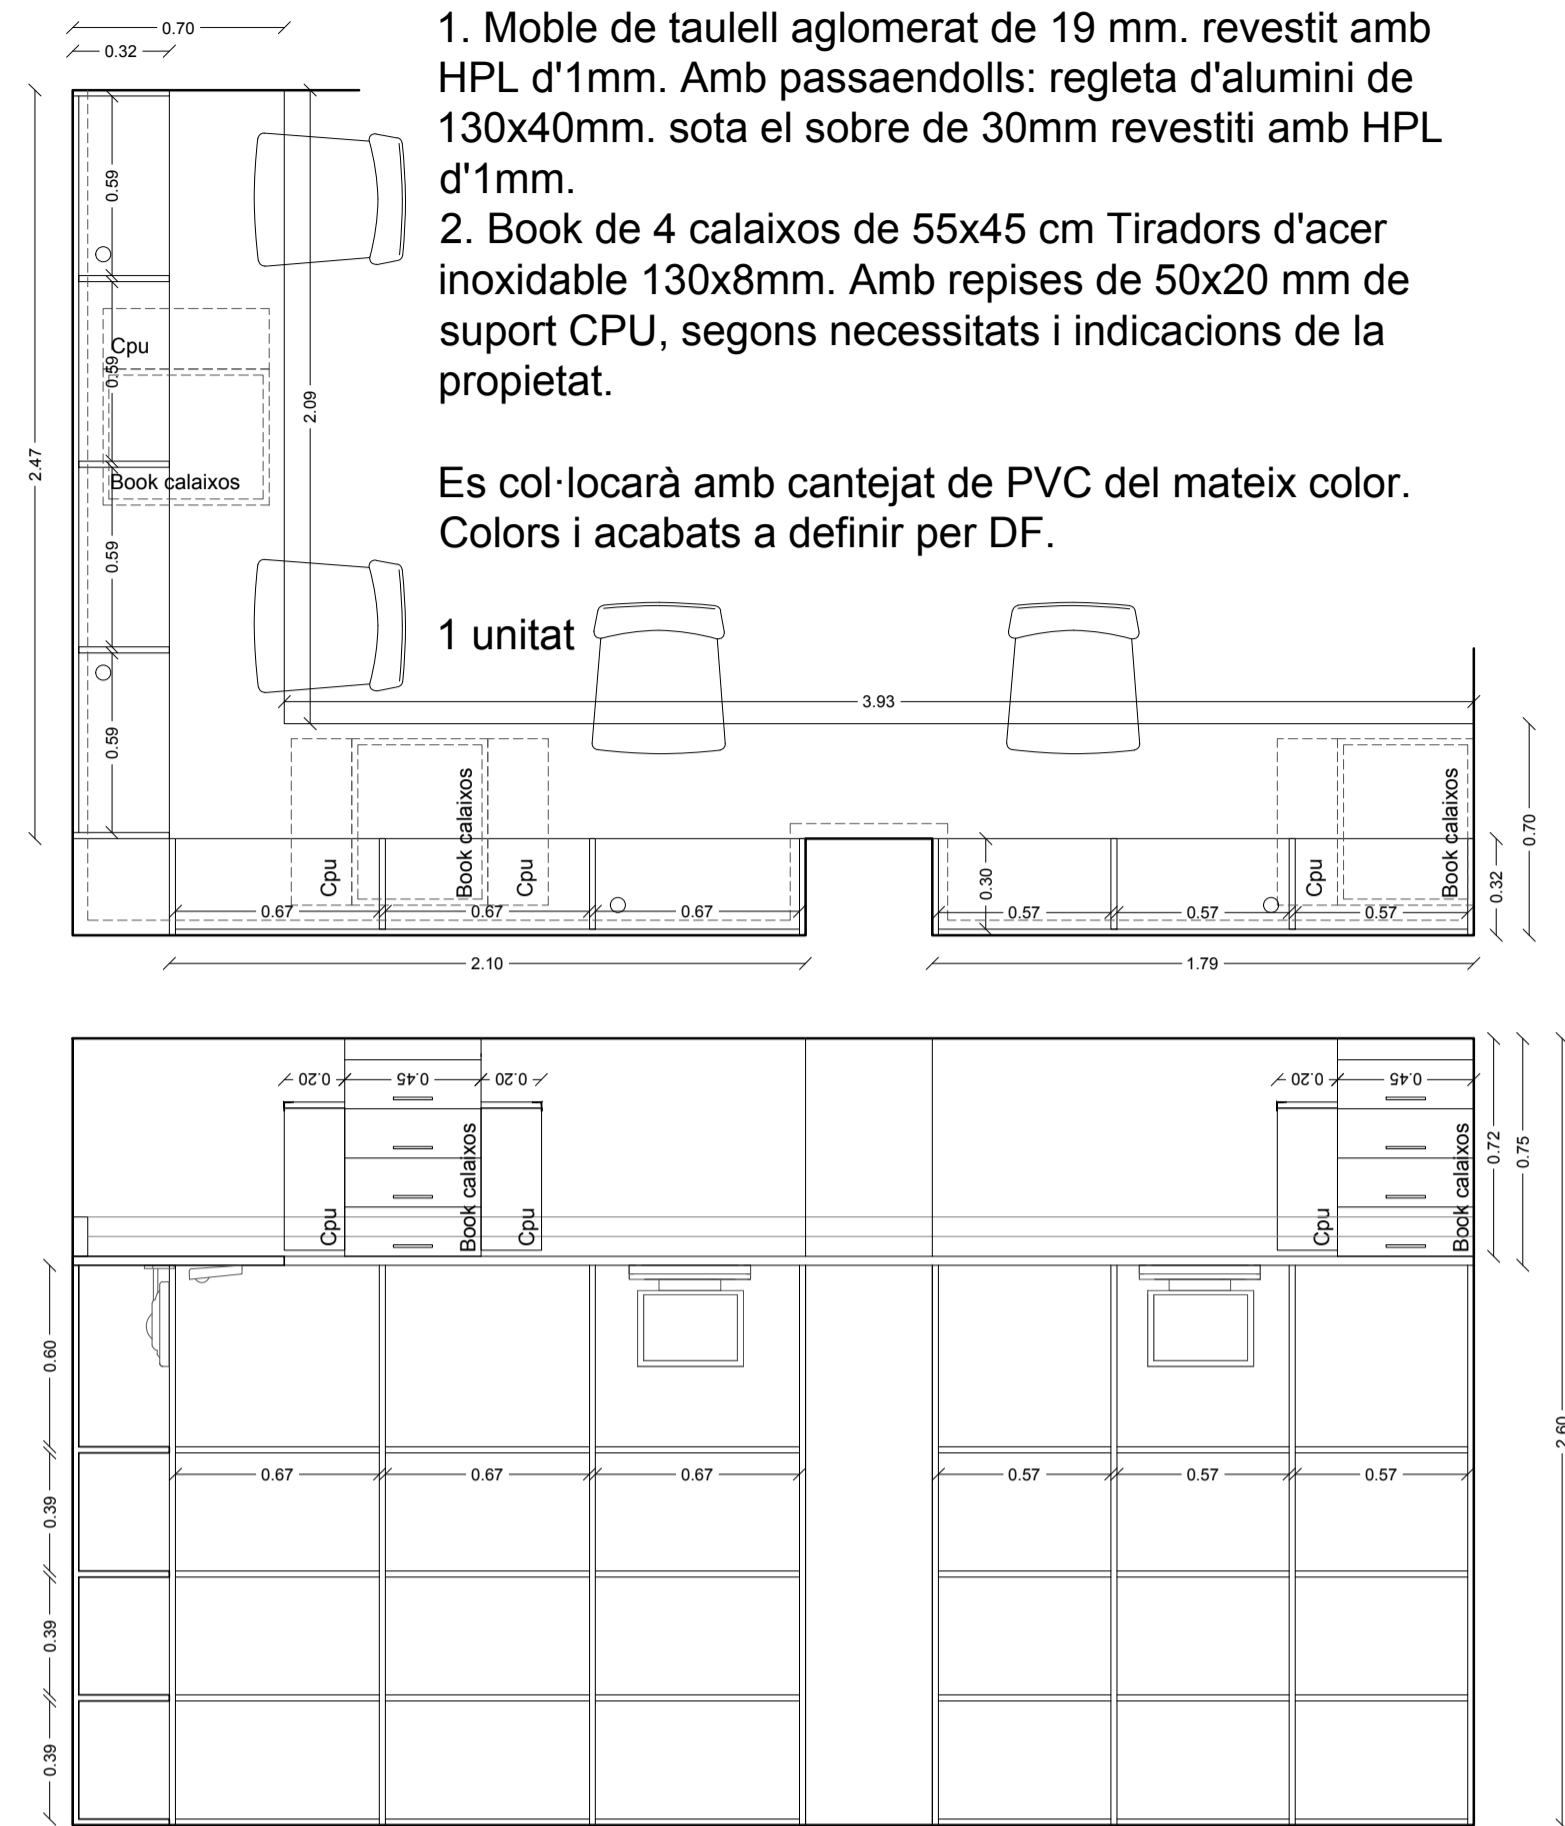 0.70
0.32
1. Moble de taulell aglomerat de 19 mm. revestit amb
HPL d'1mm. Amb passaendolls: regleta d'alumini de
130x40mm. sota el sobre de 30mm revestiti amb HPL
d'1mm.
2. Book de 4 calaixos de 55x45 cm Tiradors d'acer
inoxidable 130x8mm. Amb repises de 50x20 mm de
suport CPU, segons necessitats i indicacions de la
propietat.
Es col·locarà amb cantejat de PVC del mateix color.
Colors i acabats a definir per DF.
1 unitat
2.47
0.59
0.59
0.59
0.59
Cpu
Book calaixos
2.09
3.93
Cpu
Book calaixos
Cpu
Cpu
Book calaixos
0.67
0.67
0.67
0.30
0.57
0.57
0.57
0.32
0.70
2.10
1.79
0.20
0.45
0.20
0.20
0.45
Cpu
Book calaixos
Cpu
Cpu
Book calaixos
0.72
0.75
2.60
0.60
0.39
0.39
0.39
0.67
0.67
0.67
0.57
0.57
0.57